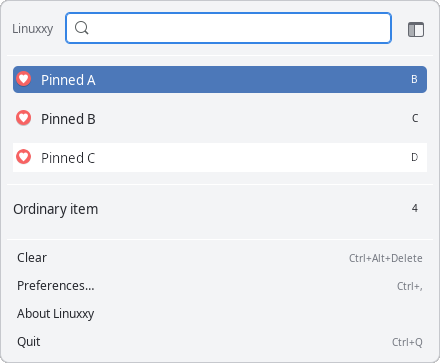 Linuxxy
Pinned A B
Pinned B C
Pinned C D
Ordinary item 4
Clear Ctrl+Alt+Delete
Preferences... Ctrl+,
About Linuxxy
Quit Ctrl+Q